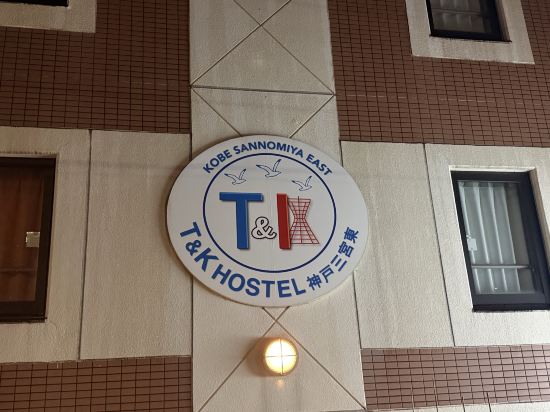 KOBE SANNOMIYA EAST
T&K
T&K HOSTEL 神戸三宮東